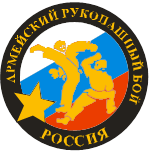 АРМЕЙСКИЙ РУКОПАШНЫЙ БОЙ
РОССИЯ